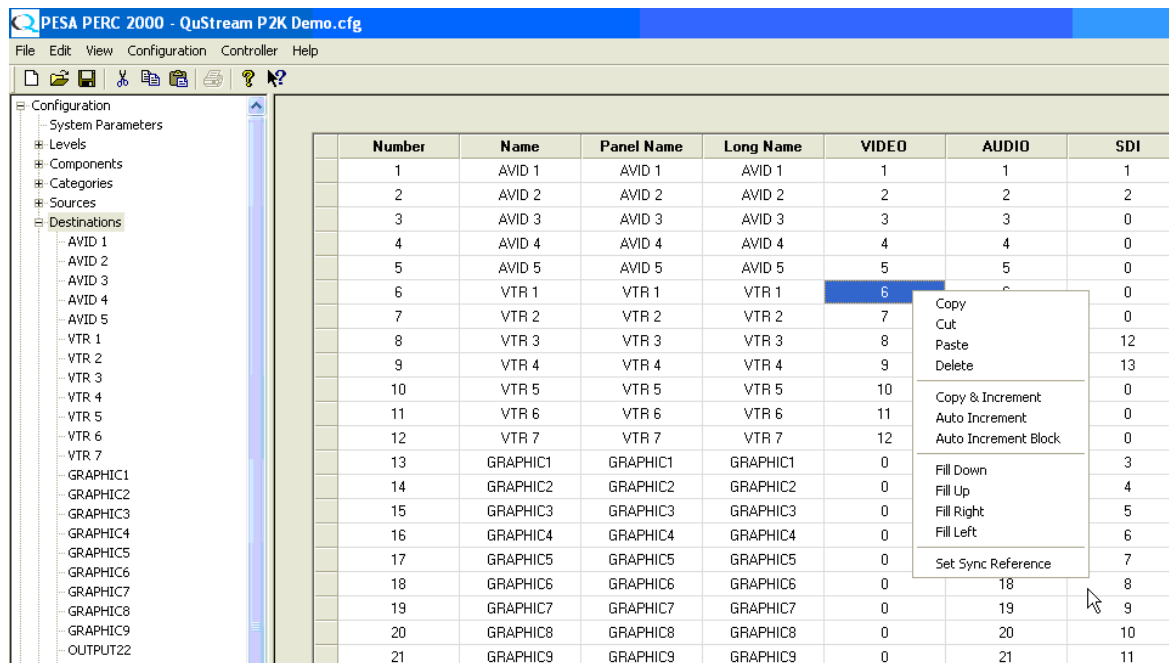 PESA PERC 2000 - QuStream P2K Demo.cfg
File Edit View Configuration Controller Help
Configuration
System Parameters
Levels
Components
Categories
Sources
Destinations
AVID 1
AVID 2
AVID 3
AVID 4
AVID 5
VTR 1
VTR 2
VTR 3
VTR 4
VTR 5
VTR 6
VTR 7
GRAPHIC1
GRAPHIC2
GRAPHIC3
GRAPHIC4
GRAPHIC5
GRAPHIC6
GRAPHIC7
GRAPHIC8
GRAPHIC9
OUTPUT22
Number Name Panel Name Long Name VIDEO AUDIO SDI
1 AVID 1 AVID 1 AVID 1 1 1 1
2 AVID 2 AVID 2 AVID 2 2 2 2
3 AVID 3 AVID 3 AVID 3 3 3 0
4 AVID 4 AVID 4 AVID 4 4 4 0
5 AVID 5 AVID 5 AVID 5 5 5 0
6 VTR 1 VTR 1 VTR 1 6 0
7 VTR 2 VTR 2 VTR 2 7 0
8 VTR 3 VTR 3 VTR 3 8 12
9 VTR 4 VTR 4 VTR 4 9 13
10 VTR 5 VTR 5 VTR 5 10 0
11 VTR 6 VTR 6 VTR 6 11 0
12 VTR 7 VTR 7 VTR 7 12 0
13 GRAPHIC1 GRAPHIC1 GRAPHIC1 0 3
14 GRAPHIC2 GRAPHIC2 GRAPHIC2 0 4
15 GRAPHIC3 GRAPHIC3 GRAPHIC3 0 5
16 GRAPHIC4 GRAPHIC4 GRAPHIC4 0 6
17 GRAPHIC5 GRAPHIC5 GRAPHIC5 0 7
18 GRAPHIC6 GRAPHIC6 GRAPHIC6 0 18 8
19 GRAPHIC7 GRAPHIC7 GRAPHIC7 0 19 9
20 GRAPHIC8 GRAPHIC8 GRAPHIC8 0 20 10
21 GRAPHIC9 GRAPHIC9 GRAPHIC9 0 21 11
Copy
Cut
Paste
Delete
Copy & Increment
Auto Increment
Auto Increment Block
Fill Down
Fill Up
Fill Right
Fill Left
Set Sync Reference